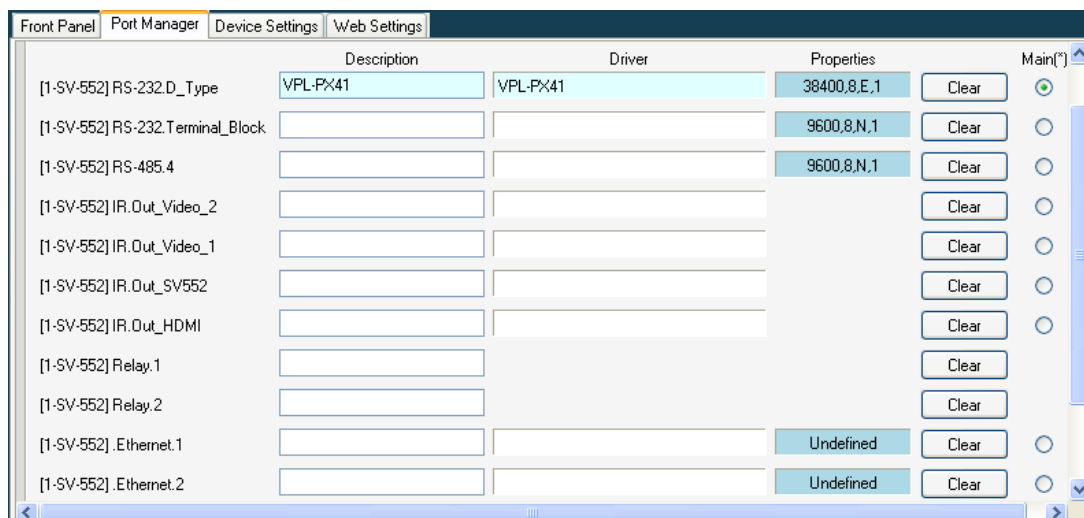 Front Panel Port Manager Device Settings Web Settings
Description Driver Properties Main(*)
[1-SV-552] RS-232.D_Type VPL-PX41 VPL-PX41 38400,8,E,1 Clear
[1-SV-552] RS-232.Terminal_Block 9600,8,N,1 Clear
[1-SV-552] RS-485.4 9600,8,N,1 Clear
[1-SV-552] IR.Out_Video_2 Clear
[1-SV-552] IR.Out_Video_1 Clear
[1-SV-552] IR.Out_SV552 Clear
[1-SV-552] IR.Out_HDMI Clear
[1-SV-552] Relay.1 Clear
[1-SV-552] Relay.2 Clear
[1-SV-552] .Ethernet.1 Undefined Clear
[1-SV-552] .Ethernet.2 Undefined Clear